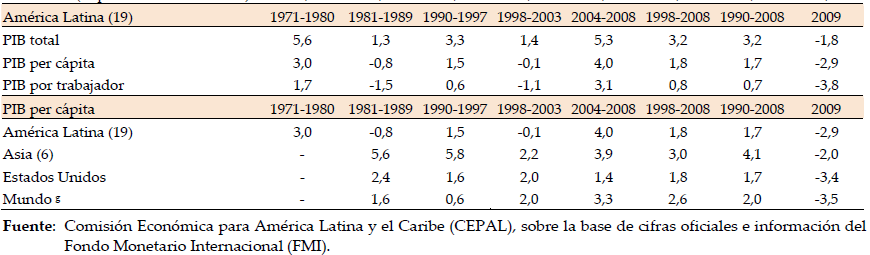 América Latina (19) 1971-1980 1981-1989 1990-1997 1998-2003 2004-2008 1998-2008 1990-2008 2009
PIB total 5,6 1,3 3,3 1,4 5,3 3,2 3,2 -1,8
PIB per cápita 3,0 -0,8 1,5 -0,1 4,0 1,8 1,7 -2,9
PIB por trabajador 1,7 -1,5 0,6 -1,1 3,1 0,8 0,7 -3,8
PIB per cápita 1971-1980 1981-1989 1990-1997 1998-2003 2004-2008 1998-2008 1990-2008 2009
América Latina (19) 3,0 -0,8 1,5 -0,1 4,0 1,8 1,7 -2,9
Asia (6) - 5,6 5,8 2,2 3,9 3,0 4,1 -2,0
Estados Unidos - 2,4 1,6 2,0 1,4 1,8 1,7 -3,4
Mundo g - 1,6 0,6 2,0 3,3 2,6 2,0 -3,5
Fuente: Comisión Económica para América Latina y el Caribe (CEPAL), sobre la base de cifras oficiales e información del
Fondo Monetario Internacional (FMI).